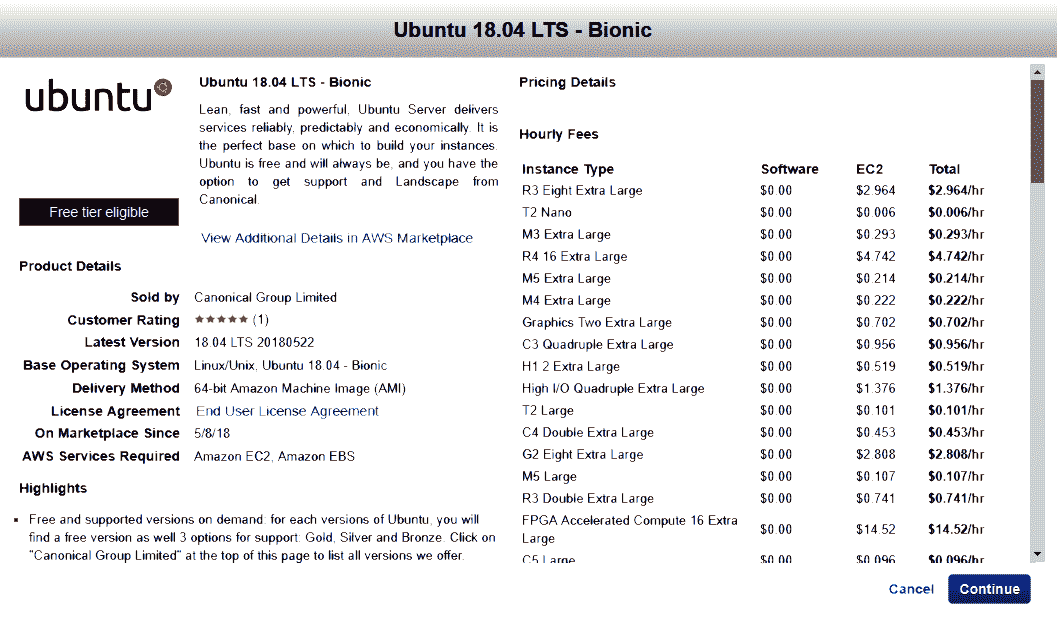 Ubuntu 18.04 LTS - Bionic
ubuntu
Free tier eligible
Ubuntu 18.04 LTS - Bionic
Lean, fast and powerful, Ubuntu Server delivers
services reliably, predictably and economically. It is
the perfect base on which to build your instances.
Ubuntu is free and will always be, and you have the
option to get support and Landscape from
Canonical.
View Additional Details in AWS Marketplace
Product Details
Sold by Canonical Group Limited
Customer Rating ★★★★★ (1)
Latest Version 18.04 LTS 20180522
Base Operating System Linux/Unix, Ubuntu 18.04 - Bionic
Delivery Method 64-bit Amazon Machine Image (AMI)
License Agreement End User License Agreement
On Marketplace Since 5/8/18
AWS Services Required Amazon EC2, Amazon EBS
Highlights
▪ Free and supported versions on demand: for each versions of Ubuntu, you will
find a free version as well 3 options for support: Gold, Silver and Bronze. Click on
"Canonical Group Limited" at the top of this page to list all versions we offer.
Pricing Details
Hourly Fees
Instance Type Software EC2 Total
R3 Eight Extra Large $0.00 $2.964 $2.964/hr
T2 Nano $0.00 $0.006 $0.006/hr
M3 Extra Large $0.00 $0.293 $0.293/hr
R4 16 Extra Large $0.00 $4.742 $4.742/hr
M5 Extra Large $0.00 $0.214 $0.214/hr
M4 Extra Large $0.00 $0.222 $0.222/hr
Graphics Two Extra Large $0.00 $0.702 $0.702/hr
C3 Quadruple Extra Large $0.00 $0.956 $0.956/hr
H1 2 Extra Large $0.00 $0.519 $0.519/hr
High I/O Quadruple Extra Large $0.00 $1.376 $1.376/hr
T2 Large $0.00 $0.101 $0.101/hr
C4 Double Extra Large $0.00 $0.453 $0.453/hr
G2 Eight Extra Large $0.00 $2.808 $2.808/hr
M5 Large $0.00 $0.107 $0.107/hr
R3 Double Extra Large $0.00 $0.741 $0.741/hr
FPGA Accelerated Compute 16 Extra
Large $0.00 $14.52 $14.52/hr
C5 Large $0.00 $0.096 $0.096/hr
Cancel Continue